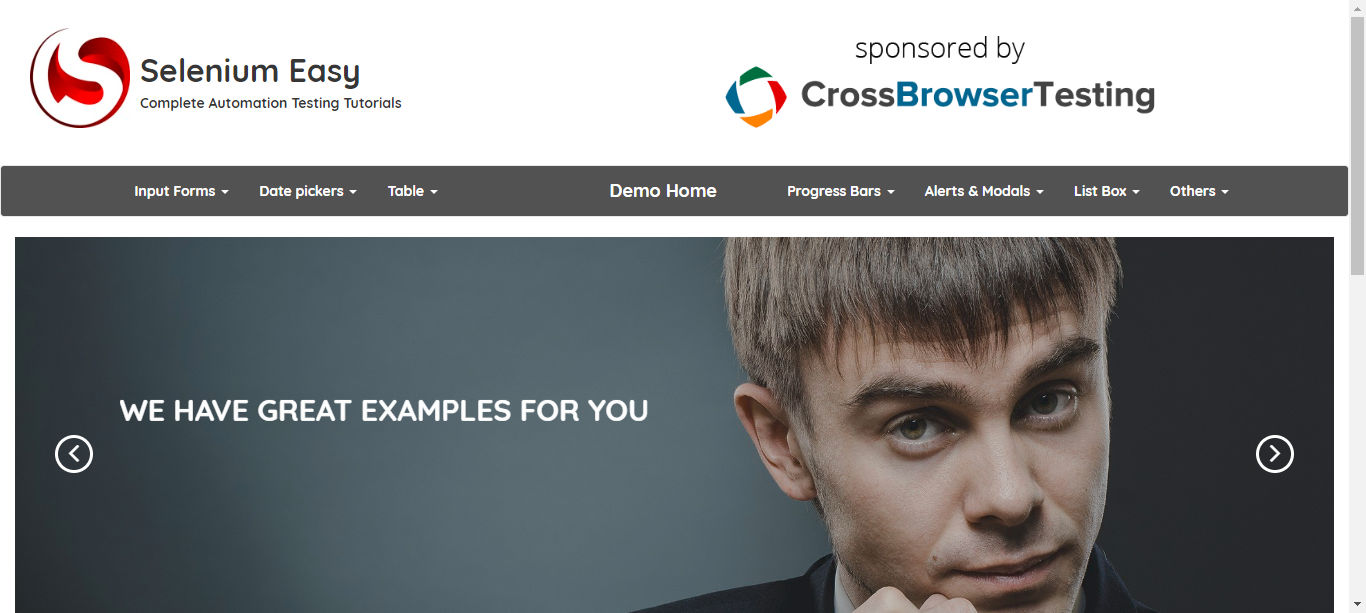 Selenium Easy
Complete Automation Testing Tutorials
sponsored by
CrossBrowserTesting
Input Forms Date pickers Table Demo Home Progress Bars Alerts & Modals List Box Others
WE HAVE GREAT EXAMPLES FOR YOU